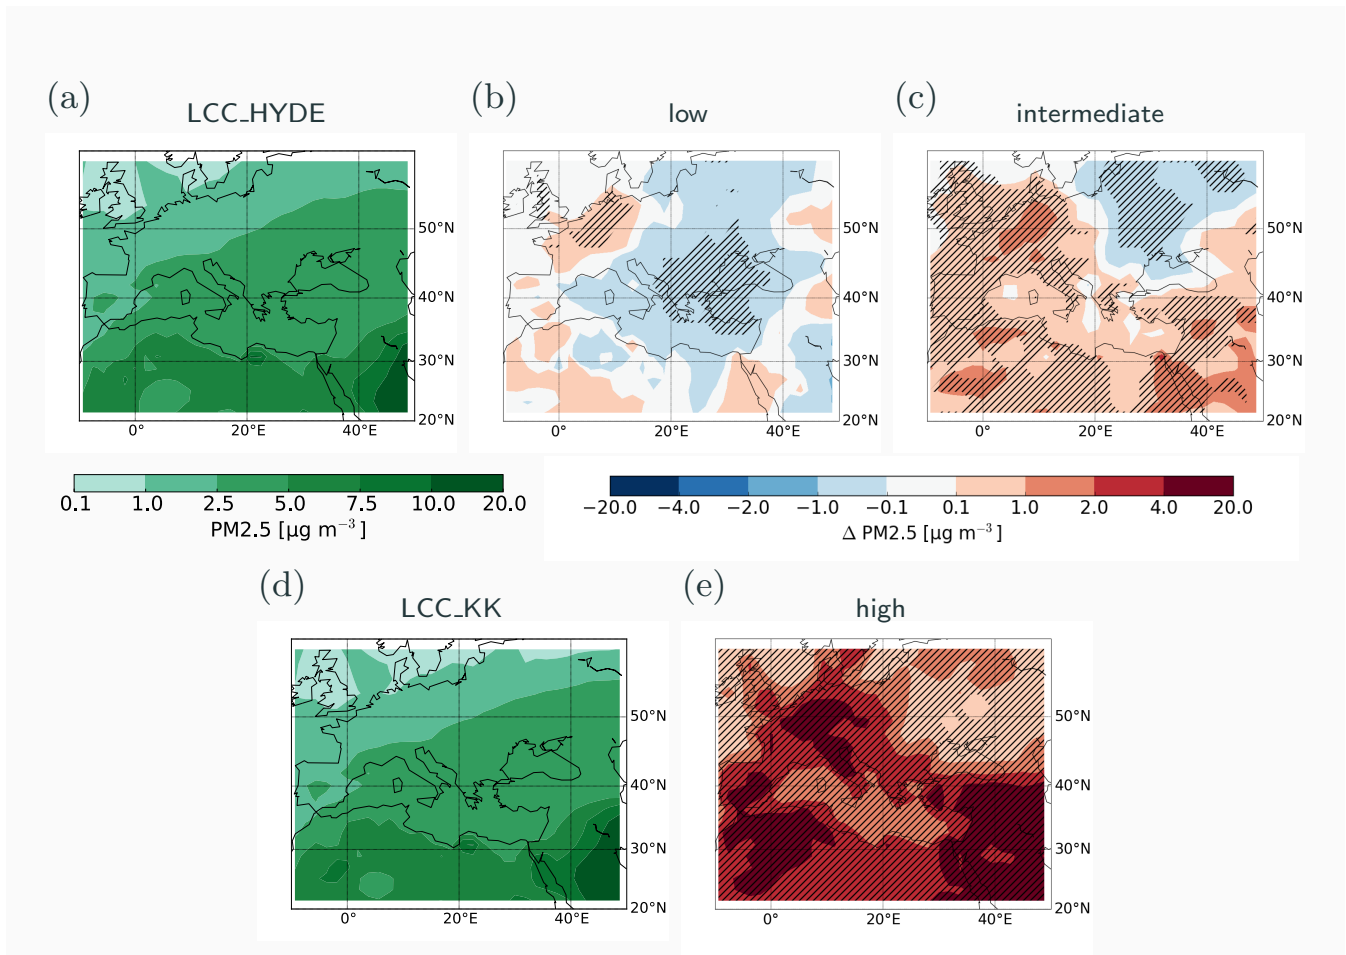 (a)
LCC_HYDE
(b)
low
(c)
intermediate
50°N
40°N
30°N
20°N
0°
20°E
40°E
50°N
40°N
30°N
20°N
0°
20°E
40°E
50°N
40°N
30°N
20°N
0°
20°E
40°E
0.1 1.0 2.5 5.0 7.5 10.0 20.0
PM2.5 [µg m⁻³]
−20.0 −4.0 −2.0 −1.0 −0.1 0.1 1.0 2.0 4.0 20.0
Δ PM2.5 [µg m⁻³]
(d)
LCC_KK
(e)
high
50°N
40°N
30°N
20°N
0°
20°E
40°E
50°N
40°N
30°N
20°N
0°
20°E
40°E